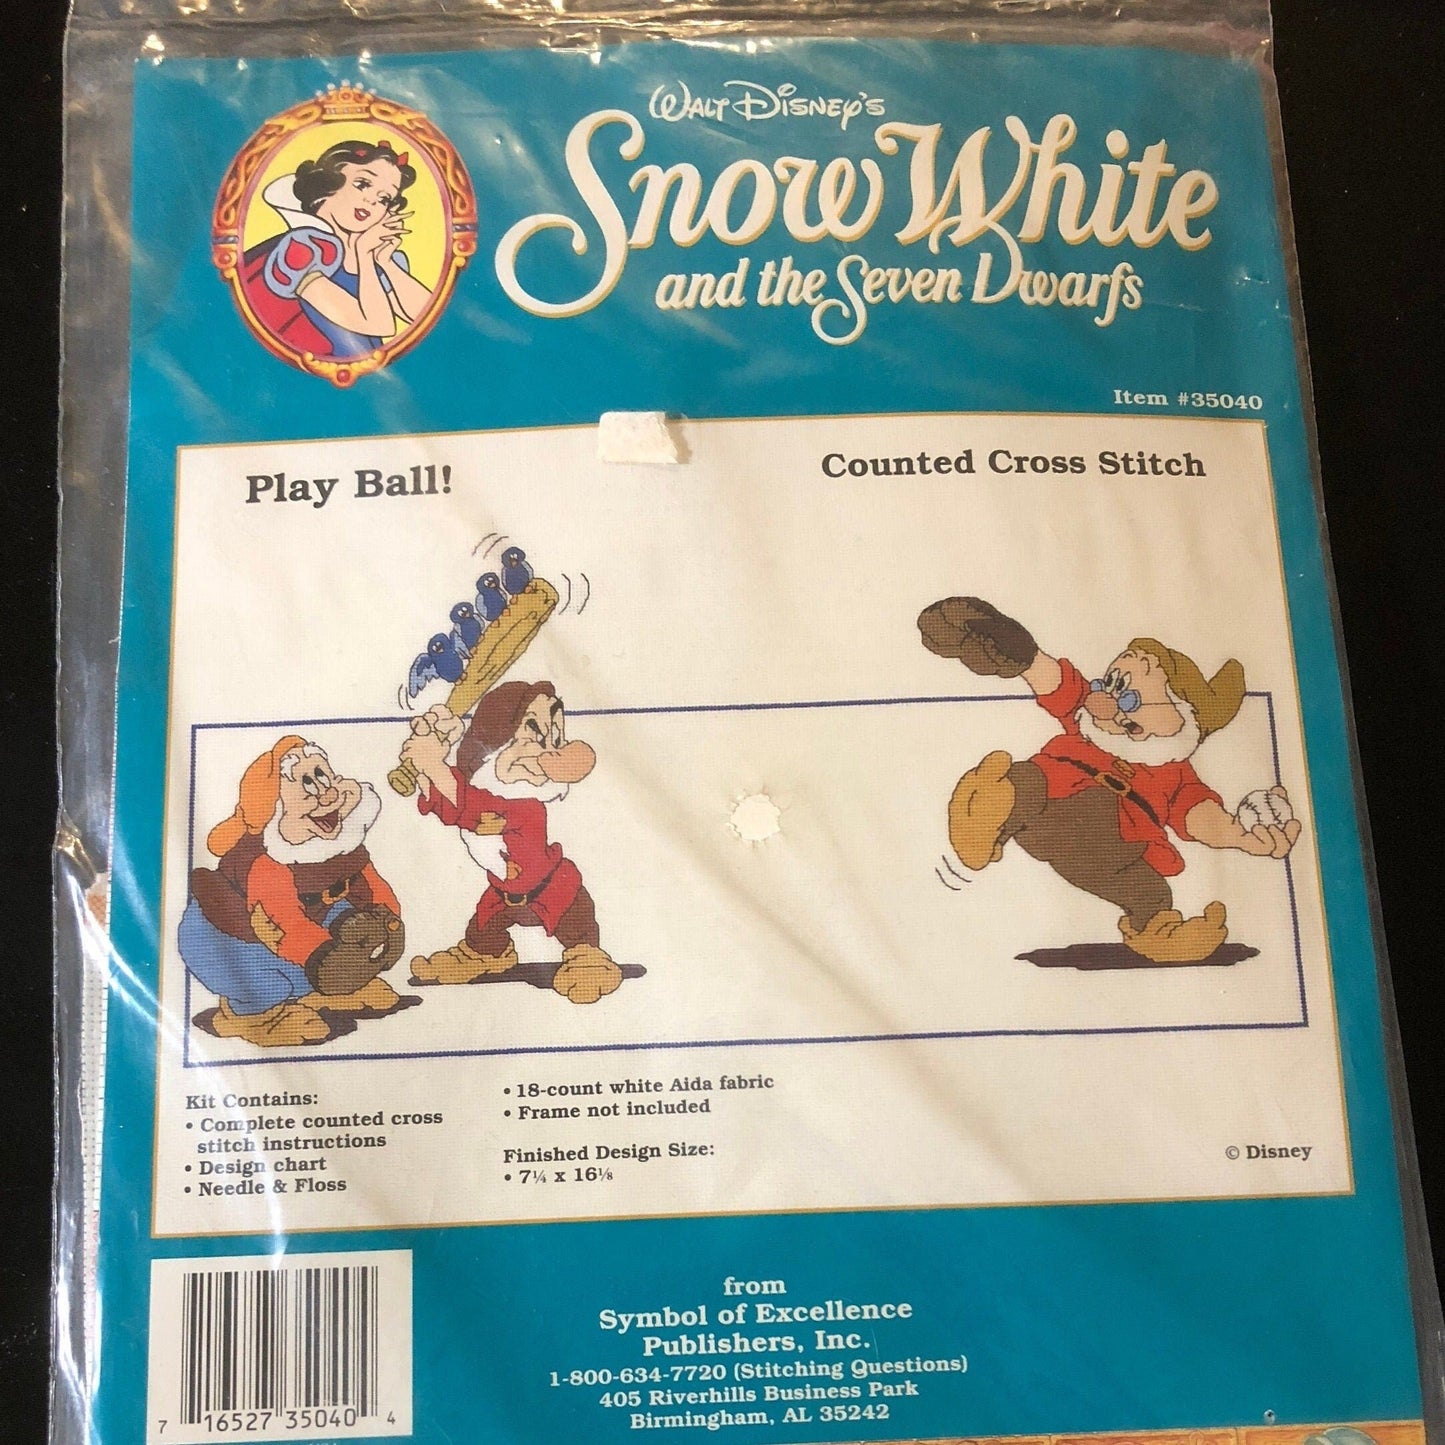 Walt Disney's
Snow White
and the Seven Dwarfs
Item #35040
Play Ball!
Counted Cross Stitch
Kit Contains:
• Complete counted cross
stitch instructions
• Design chart
• Needle & Floss
• 18-count white Aida fabric
• Frame not included
Finished Design Size:
• 7¼ x 16⅛
© Disney
from
Symbol of Excellence
Publishers, Inc.
1-800-634-7720 (Stitching Questions)
405 Riverhills Business Park
Birmingham, AL 35242
7 16527 35040 4